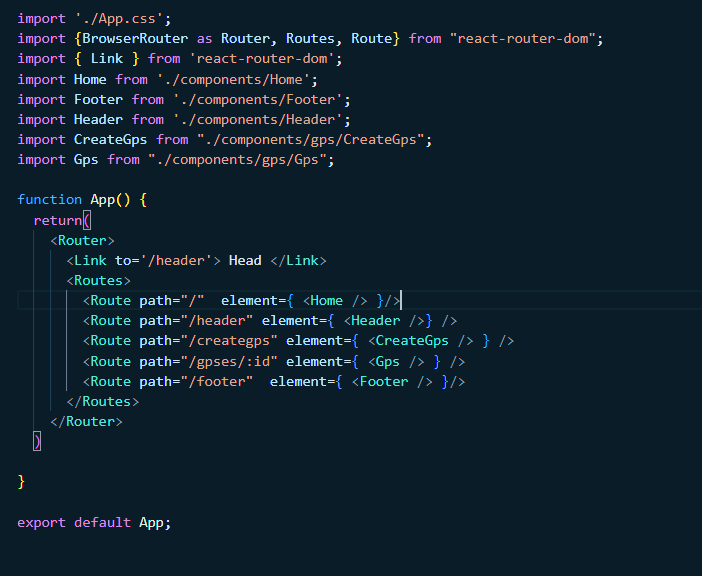 import './App.css';
import {BrowserRouter as Router, Routes, Route} from "react-router-dom";
import { Link } from 'react-router-dom';
import Home from './components/Home';
import Footer from './components/Footer';
import Header from './components/Header';
import CreateGps from "./components/gps/CreateGps";
import Gps from "./components/gps/Gps";

function App() {
  return(
    <Router>
      <Link to='/header'> Head </Link>
      <Routes>
        <Route path="/"  element={ <Home /> }/>
        <Route path="/header" element={ <Header />} />
        <Route path="/creategps" element={ <CreateGps /> } />
        <Route path="/gpses/:id" element={ <Gps /> } />
        <Route path="/footer"  element={ <Footer /> }/>
      </Routes>
    </Router>
  )

}

export default App;